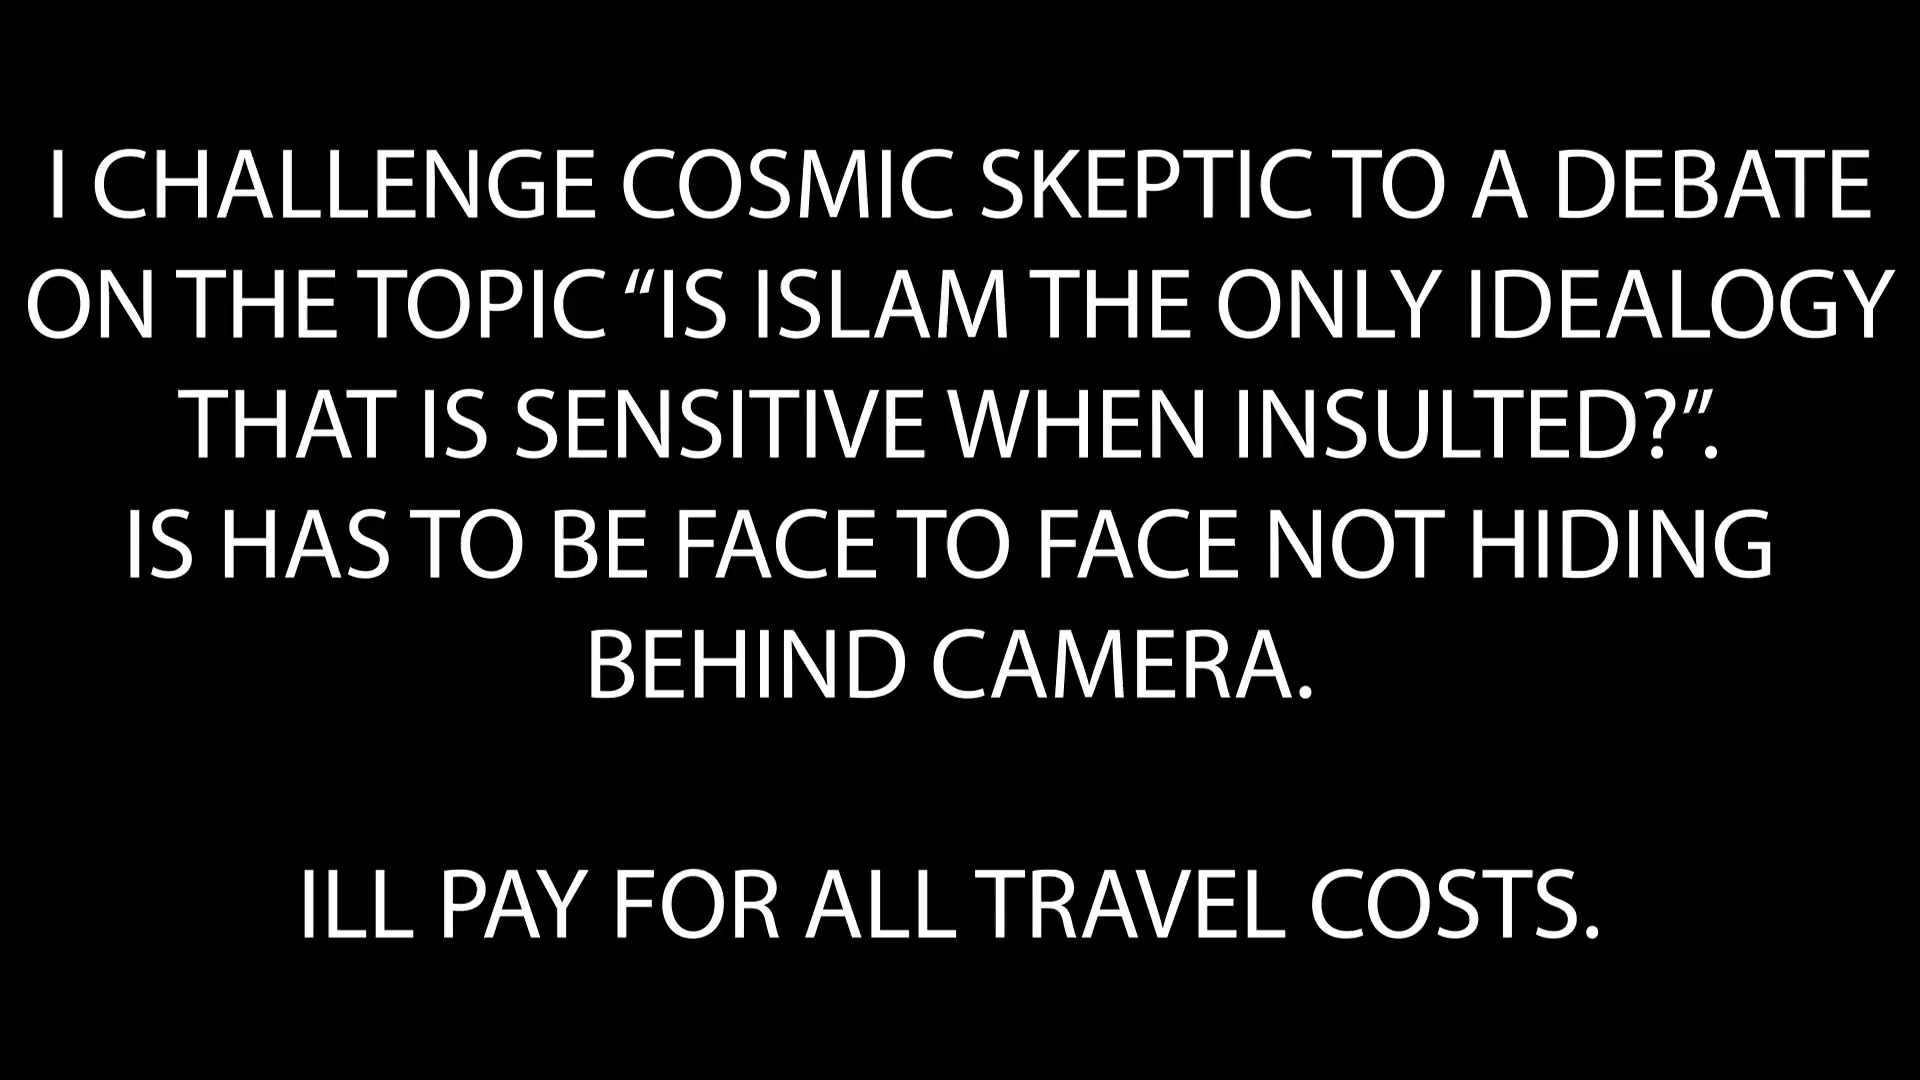 I CHALLENGE COSMIC SKEPTIC TO A DEBATE
ON THE TOPIC “IS ISLAM THE ONLY IDEALOGY
THAT IS SENSITIVE WHEN INSULTED?”.
IS HAS TO BE FACE TO FACE NOT HIDING
BEHIND CAMERA.
ILL PAY FOR ALL TRAVEL COSTS.